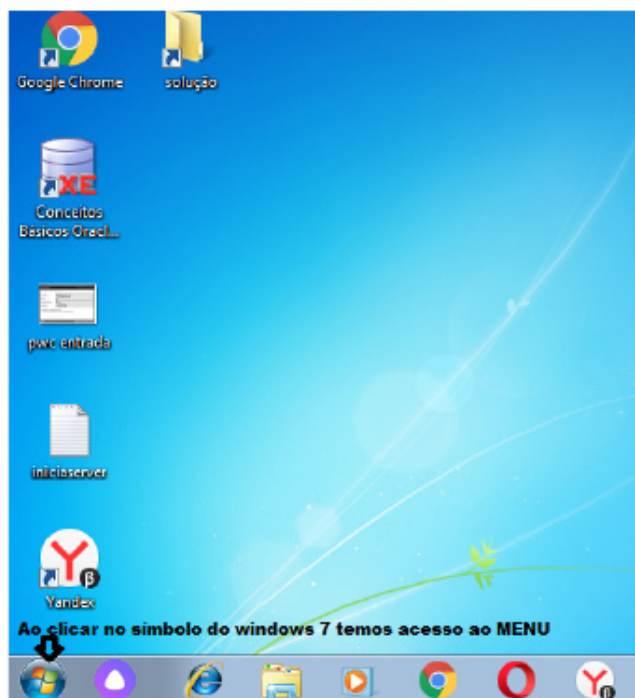 Google Chrome
solução
XE
Conceitos
Básicos Oracl...
pwc entrada
iniciaserver
Y
β
Yandex
Ao clicar no símbolo do windows 7 temos acesso ao MENU